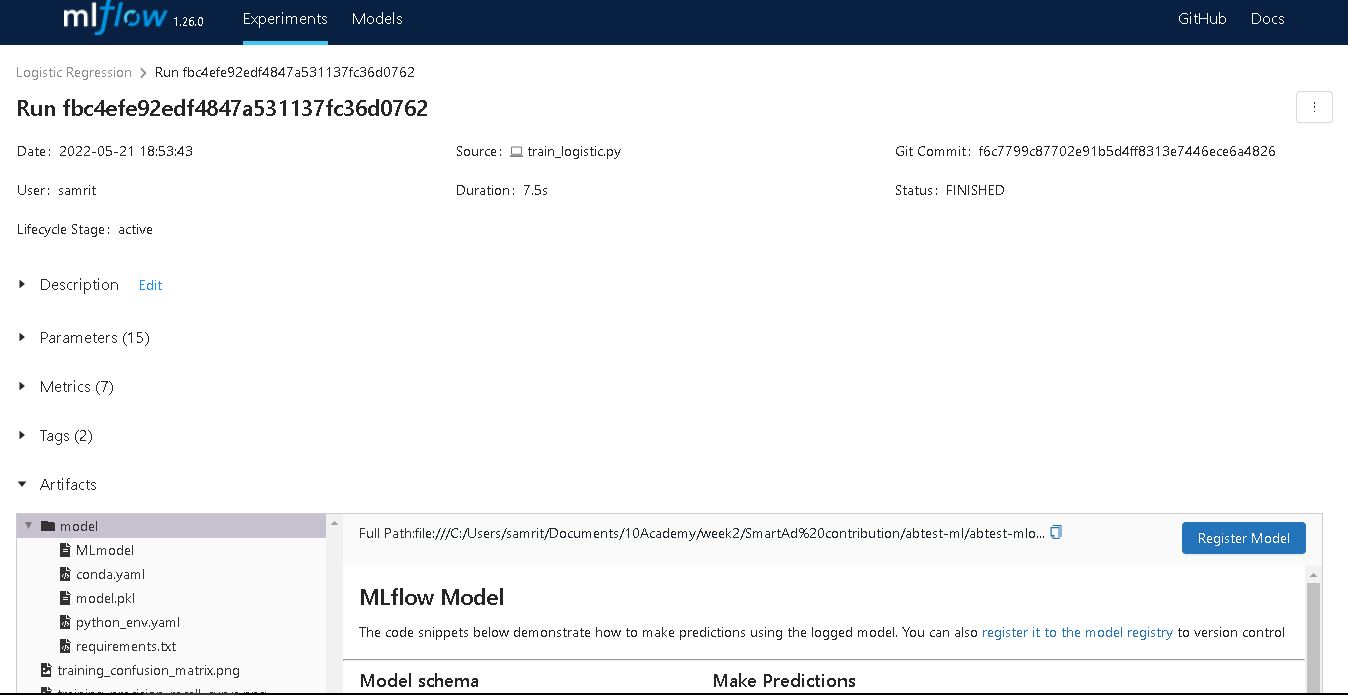 mlflow 1.26.0 Experiments Models GitHub Docs
Logistic Regression > Run fbc4efe92edf4847a531137fc36d0762
Run fbc4efe92edf4847a531137fc36d0762
Date: 2022-05-21 18:53:43 Source: train_logistic.py Git Commit: f6c7799c87702e91b5d4ff8313e7446ece6a4826
User: samrit Duration: 7.5s Status: FINISHED
Lifecycle Stage: active
Description Edit
Parameters (15)
Metrics (7)
Tags (2)
Artifacts
model
MLmodel
conda.yaml
model.pkl
python_env.yaml
requirements.txt
training_confusion_matrix.png
Full Path:file:///C:/Users/samrit/Documents/10Academy/week2/SmartAd%20contribution/abtest-ml/abtest-mlo... Register Model
MLflow Model
The code snippets below demonstrate how to make predictions using the logged model. You can also register it to the model registry to version control
Model schema Make Predictions